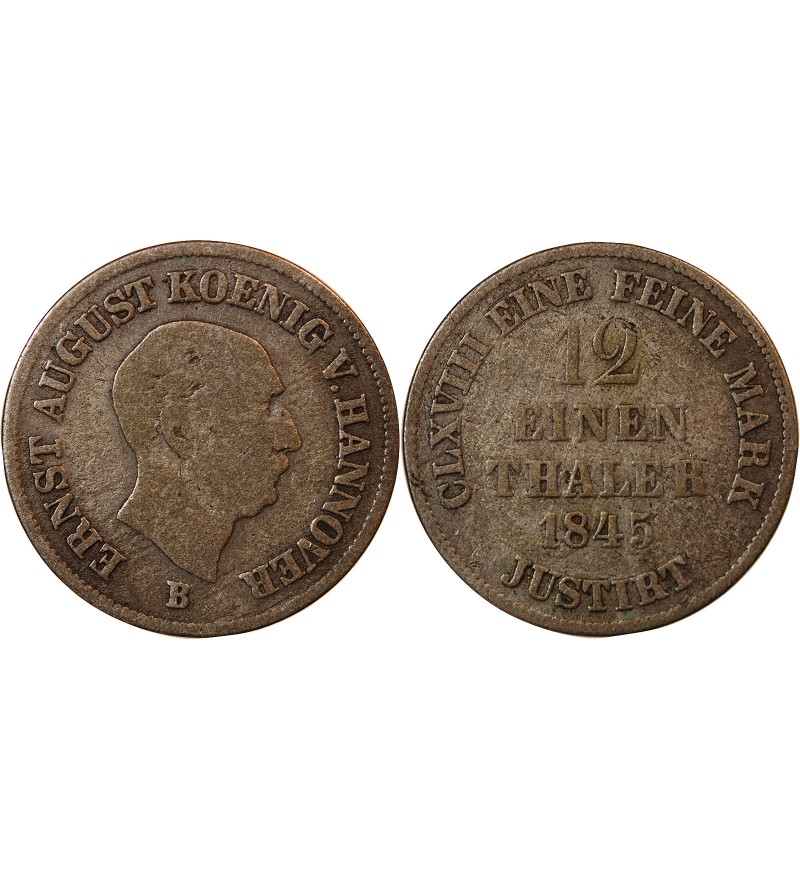 ERNST AUGUST KOENIG V. HANNOVER
B
CLXVIII EINE FEINE MARK
12
EINEN
THALER
1845
JUSTIRT